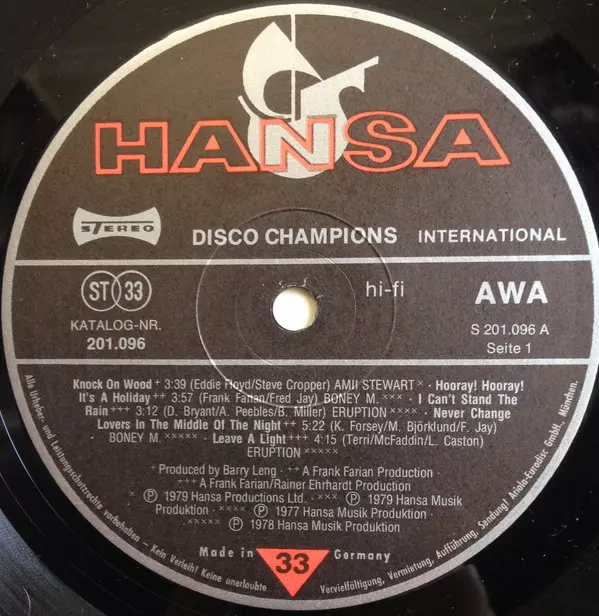 HANSA
STEREO
DISCO CHAMPIONS INTERNATIONAL
ST 33
hi-fi
AWA
KATALOG-NR.
201.096
S 201.096 A
Seite 1
Knock On Wood + 3:39 (Eddie Floyd/Steve Cropper) AMII STEWART × · Hooray! Hooray!
It's A Holiday ++ 3:57 (Frank Farian/Fred Jay) BONEY M. ××× · I Can't Stand The
Rain +++ 3:12 (D. Bryant/A. Peebles/B. Miller) ERUPTION ×××× · Never Change
Lovers In The Middle Of The Night ++ 5:22 (K. Forsey/M. Björklund/F. Jay)
BONEY M. ××××× · Leave A Light +++ 4:15 (Terri/McFaddin/L. Caston)
ERUPTION ×××××
+ Produced by Barry Leng · ++ A Frank Farian Production ·
+++ A Frank Farian/Rainer Ehrhardt Production
× ℗ 1979 Hansa Productions Ltd. · ××× ℗ 1979 Hansa Musik
Produktion · ×××× ℗ 1977 Hansa Musik Produktion ·
××××× ℗ 1978 Hansa Musik Produktion
Made in Germany
33
Alle Urheber- und Leistungsschutzrechte vorbehalten – Kein Verleih! Keine unerlaubte Vervielfältigung, Vermietung, Aufführung, Sendung! Ariola-Eurodisc GmbH., München.